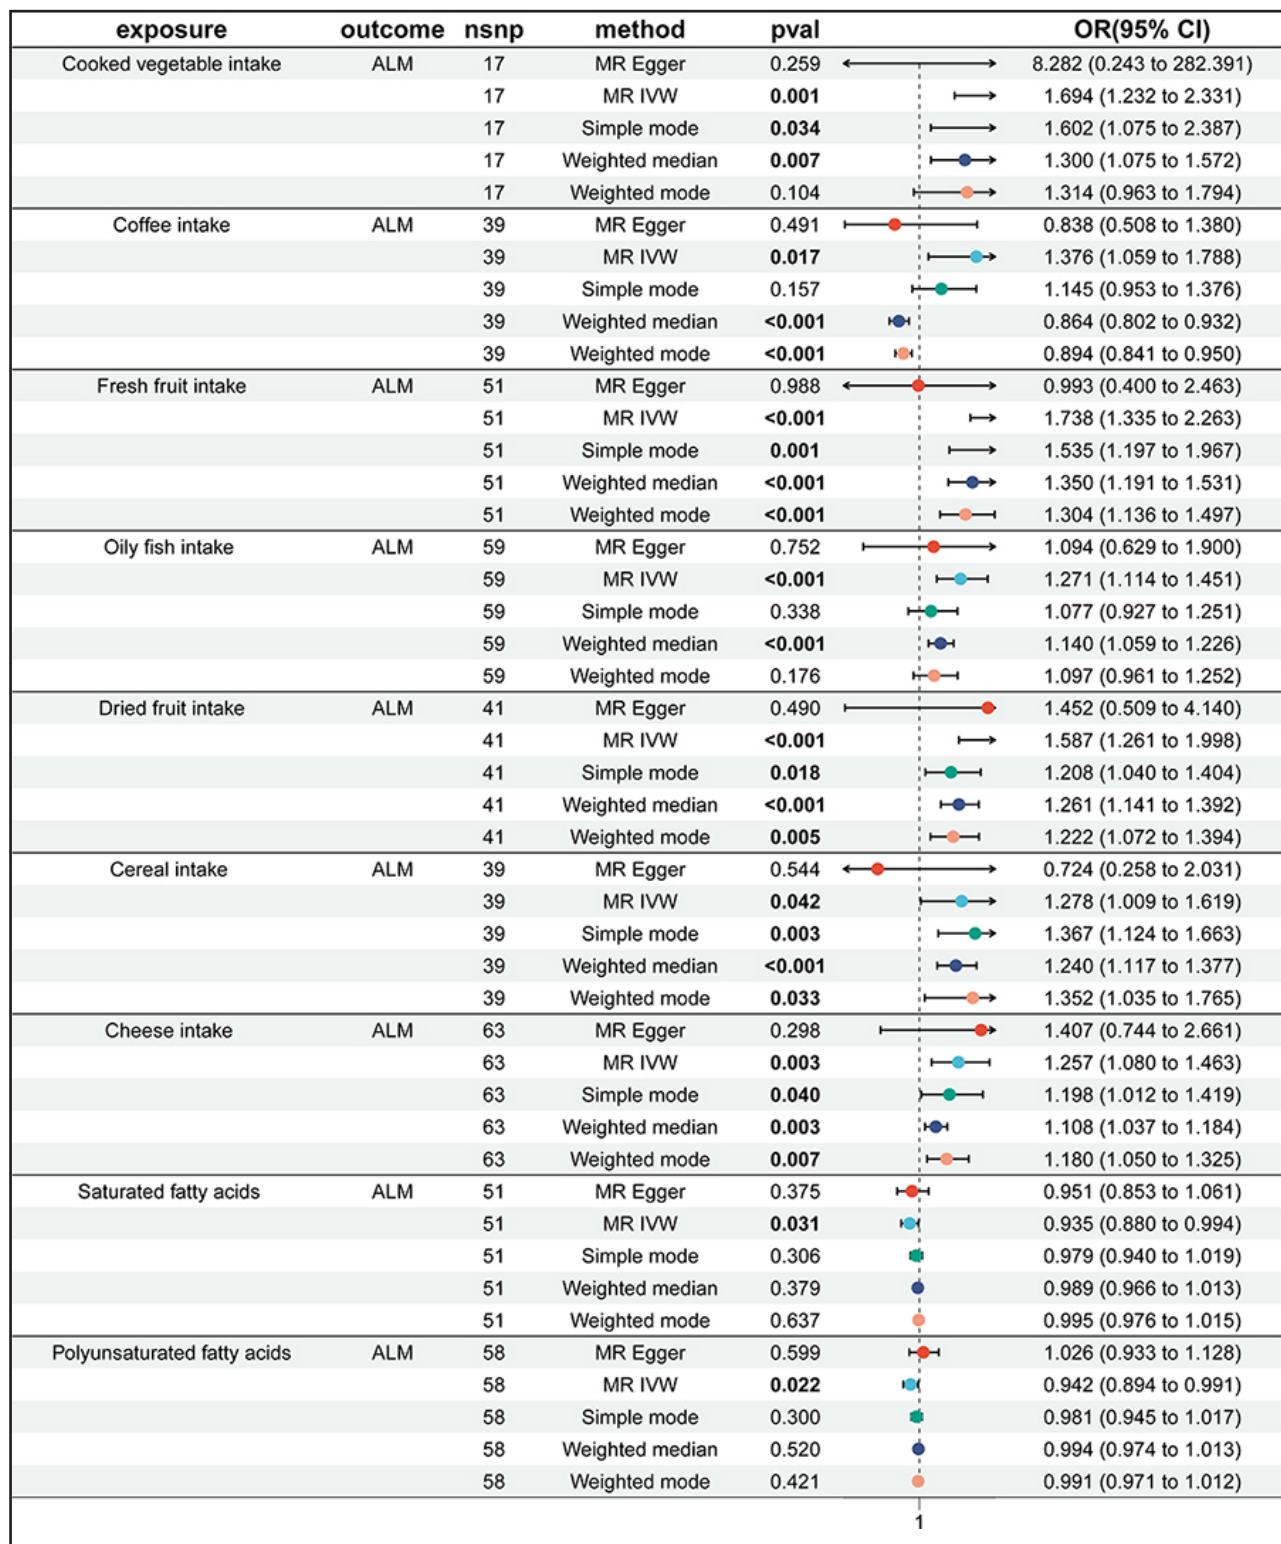 exposure outcome nsnp method pval OR(95% CI)
Cooked vegetable intake ALM 17 MR Egger 0.259 8.282 (0.243 to 282.391)
17 MR IVW 0.001 1.694 (1.232 to 2.331)
17 Simple mode 0.034 1.602 (1.075 to 2.387)
17 Weighted median 0.007 1.300 (1.075 to 1.572)
17 Weighted mode 0.104 1.314 (0.963 to 1.794)
Coffee intake ALM 39 MR Egger 0.491 0.838 (0.508 to 1.380)
39 MR IVW 0.017 1.376 (1.059 to 1.788)
39 Simple mode 0.157 1.145 (0.953 to 1.376)
39 Weighted median <0.001 0.864 (0.802 to 0.932)
39 Weighted mode <0.001 0.894 (0.841 to 0.950)
Fresh fruit intake ALM 51 MR Egger 0.988 0.993 (0.400 to 2.463)
51 MR IVW <0.001 1.738 (1.335 to 2.263)
51 Simple mode 0.001 1.535 (1.197 to 1.967)
51 Weighted median <0.001 1.350 (1.191 to 1.531)
51 Weighted mode <0.001 1.304 (1.136 to 1.497)
Oily fish intake ALM 59 MR Egger 0.752 1.094 (0.629 to 1.900)
59 MR IVW <0.001 1.271 (1.114 to 1.451)
59 Simple mode 0.338 1.077 (0.927 to 1.251)
59 Weighted median <0.001 1.140 (1.059 to 1.226)
59 Weighted mode 0.176 1.097 (0.961 to 1.252)
Dried fruit intake ALM 41 MR Egger 0.490 1.452 (0.509 to 4.140)
41 MR IVW <0.001 1.587 (1.261 to 1.998)
41 Simple mode 0.018 1.208 (1.040 to 1.404)
41 Weighted median <0.001 1.261 (1.141 to 1.392)
41 Weighted mode 0.005 1.222 (1.072 to 1.394)
Cereal intake ALM 39 MR Egger 0.544 0.724 (0.258 to 2.031)
39 MR IVW 0.042 1.278 (1.009 to 1.619)
39 Simple mode 0.003 1.367 (1.124 to 1.663)
39 Weighted median <0.001 1.240 (1.117 to 1.377)
39 Weighted mode 0.033 1.352 (1.035 to 1.765)
Cheese intake ALM 63 MR Egger 0.298 1.407 (0.744 to 2.661)
63 MR IVW 0.003 1.257 (1.080 to 1.463)
63 Simple mode 0.040 1.198 (1.012 to 1.419)
63 Weighted median 0.003 1.108 (1.037 to 1.184)
63 Weighted mode 0.007 1.180 (1.050 to 1.325)
Saturated fatty acids ALM 51 MR Egger 0.375 0.951 (0.853 to 1.061)
51 MR IVW 0.031 0.935 (0.880 to 0.994)
51 Simple mode 0.306 0.979 (0.940 to 1.019)
51 Weighted median 0.379 0.989 (0.966 to 1.013)
51 Weighted mode 0.637 0.995 (0.976 to 1.015)
Polyunsaturated fatty acids ALM 58 MR Egger 0.599 1.026 (0.933 to 1.128)
58 MR IVW 0.022 0.942 (0.894 to 0.991)
58 Simple mode 0.300 0.981 (0.945 to 1.017)
58 Weighted median 0.520 0.994 (0.974 to 1.013)
58 Weighted mode 0.421 0.991 (0.971 to 1.012)
1